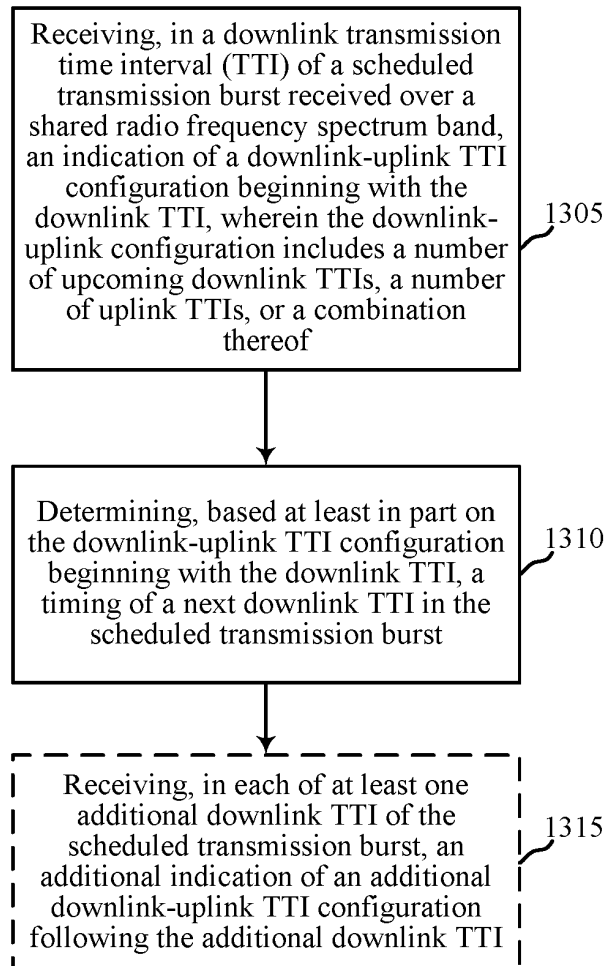 Receiving, in a downlink transmission
time interval (TTI) of a scheduled
transmission burst received over a
shared radio frequency spectrum band,
an indication of a downlink-uplink TTI
configuration beginning with the
downlink TTI, wherein the downlink-
uplink configuration includes a number
of upcoming downlink TTIs, a number
of uplink TTIs, or a combination
thereof
1305
Determining, based at least in part on
the downlink-uplink TTI configuration
beginning with the downlink TTI, a
timing of a next downlink TTI in the
scheduled transmission burst
1310
Receiving, in each of at least one
additional downlink TTI of the
scheduled transmission burst, an
additional indication of an additional
downlink-uplink TTI configuration
following the additional downlink TTI
1315